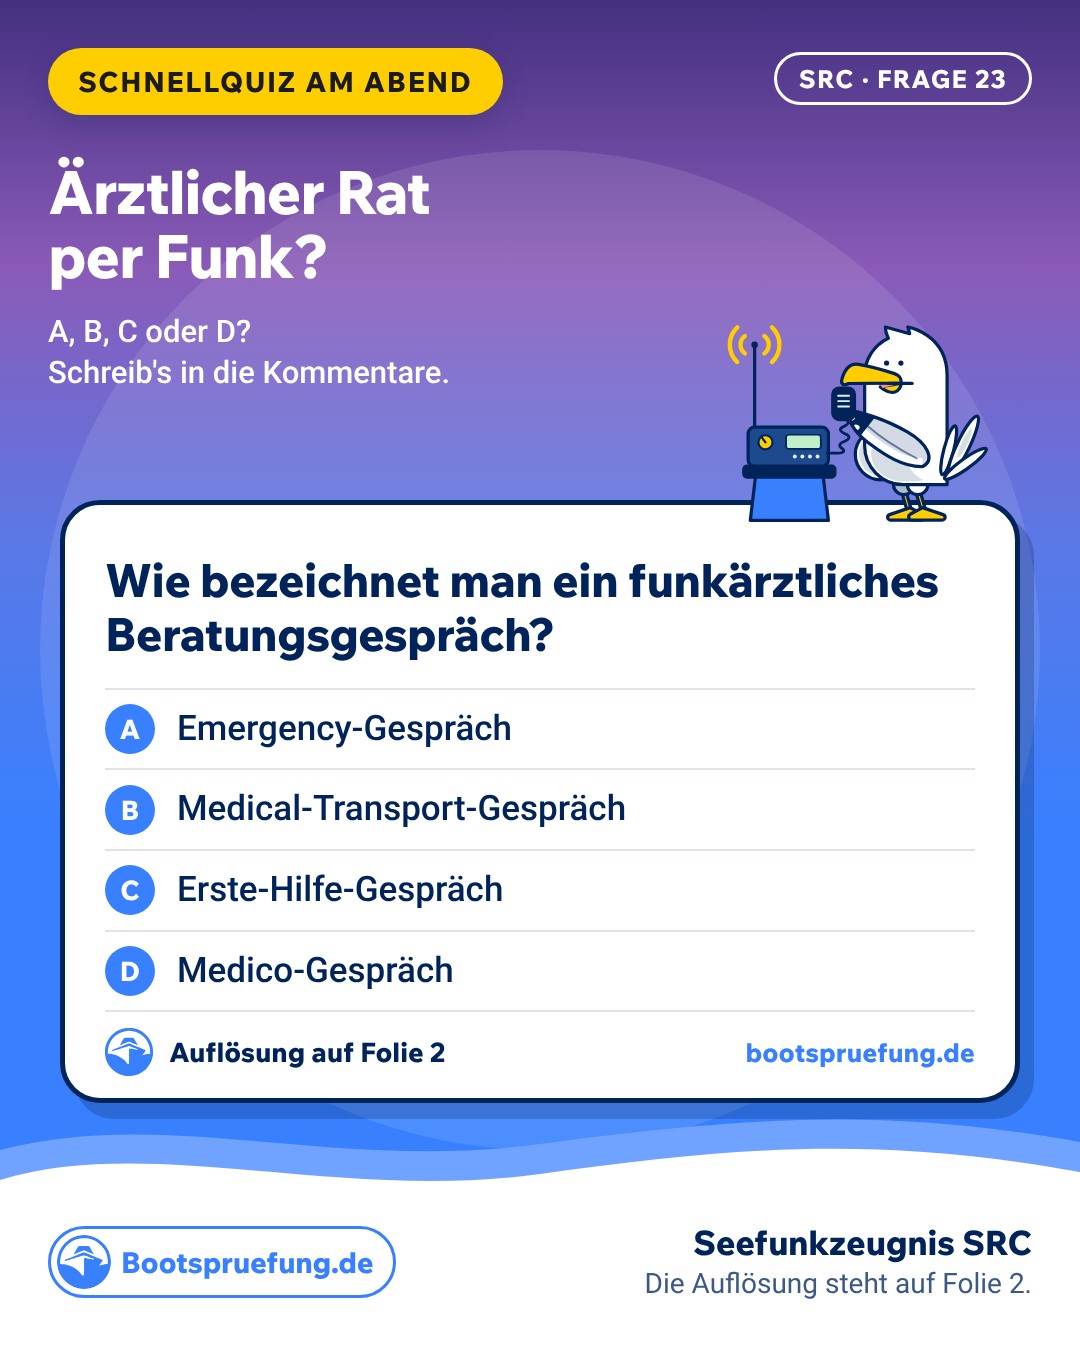 SCHNELLQUIZ AM ABEND
SRC · FRAGE 23
Ärztlicher Rat
per Funk?
A, B, C oder D?
Schreib's in die Kommentare.
Wie bezeichnet man ein funkärztliches
Beratungsgespräch?
A Emergency-Gespräch
B Medical-Transport-Gespräch
C Erste-Hilfe-Gespräch
D Medico-Gespräch
Auflösung auf Folie 2
bootspruefung.de
Bootspruefung.de
Seefunkzeugnis SRC
Die Auflösung steht auf Folie 2.